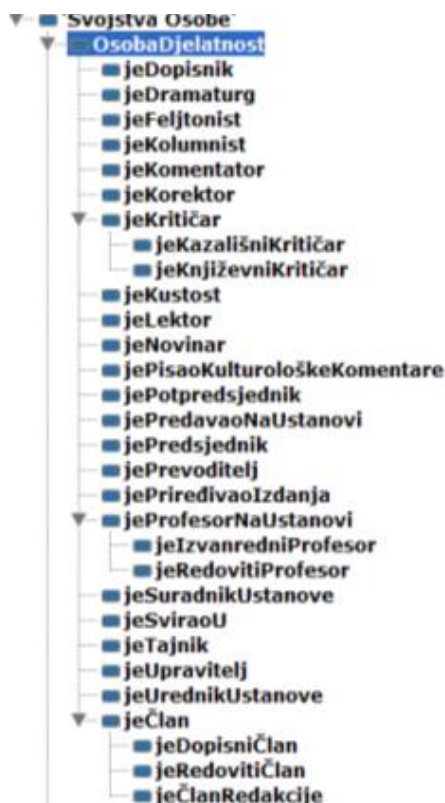 'Svojstva Osobe'
OsobaDjelatnost
jeDopisnik
jeDramaturg
jeFeljtonist
jeKolumnist
jeKomentator
jeKorektor
jeKritičar
jeKazališniKritičar
jeKnjiževniKritičar
jeKustost
jeLektor
jeNovinar
jePisaoKulturološkeKomentare
jePotpredsjednik
jePredavaoNaUstanovi
jePredsjednik
jePrevoditelj
jePriređivaoIzdanja
jeProfesorNaUstanovi
jeIzvanredniProfesor
jeRedovitiProfesor
jeSuradnikUstanove
jeSviraoU
jeTajnik
jeUpravitelj
jeUrednikUstanove
jeČlan
jeDopisniČlan
jeRedovitiČlan
jeČlanRedakcije